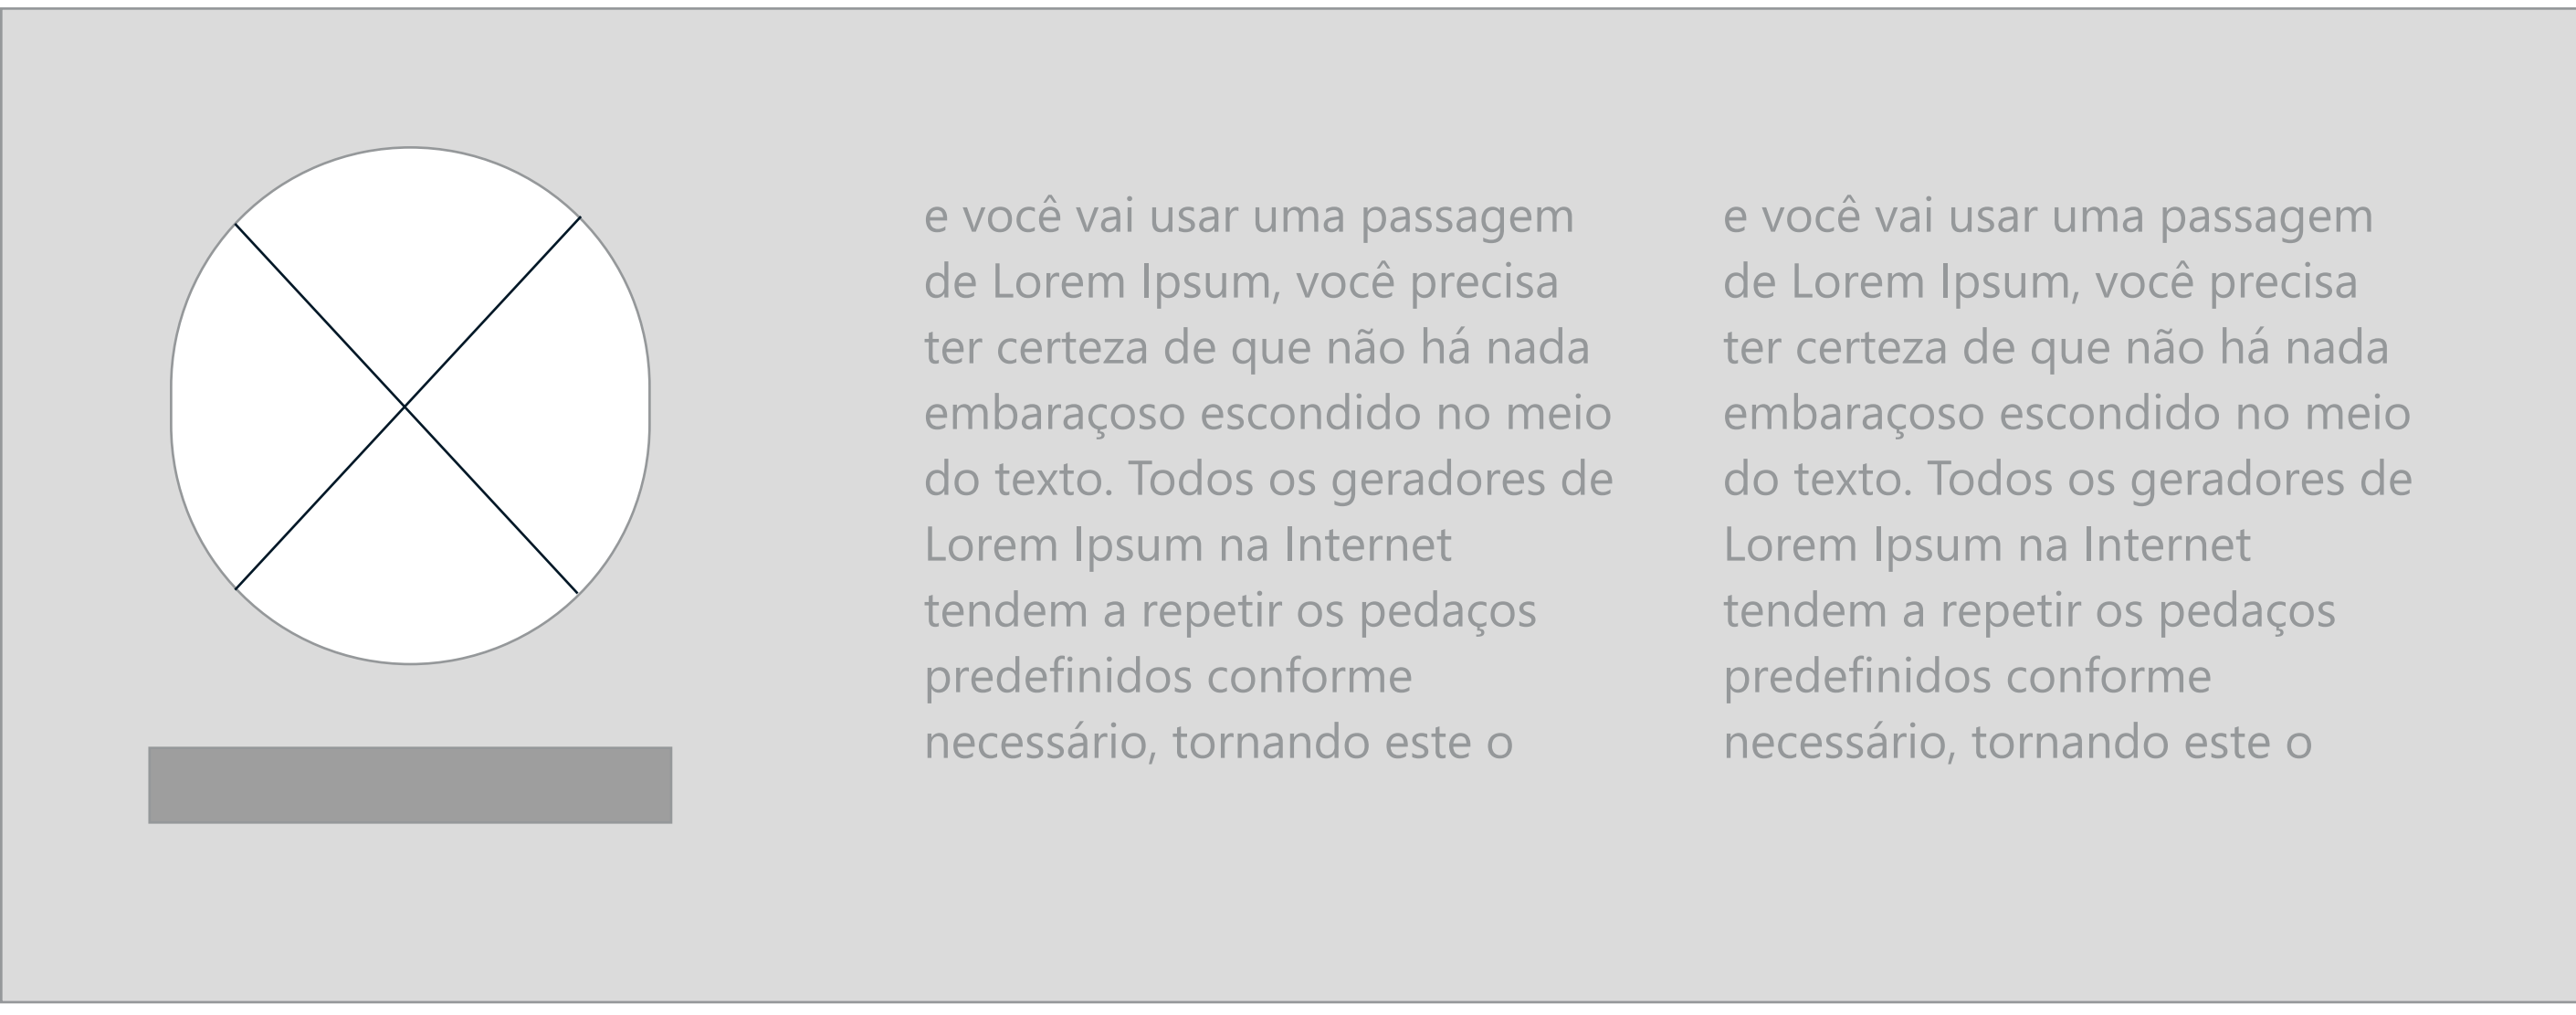 e você vai usar uma passagem
de Lorem Ipsum, você precisa
ter certeza de que não há nada
embaraçoso escondido no meio
do texto. Todos os geradores de
Lorem Ipsum na Internet
tendem a repetir os pedaços
predefinidos conforme
necessário, tornando este o
e você vai usar uma passagem
de Lorem Ipsum, você precisa
ter certeza de que não há nada
embaraçoso escondido no meio
do texto. Todos os geradores de
Lorem Ipsum na Internet
tendem a repetir os pedaços
predefinidos conforme
necessário, tornando este o